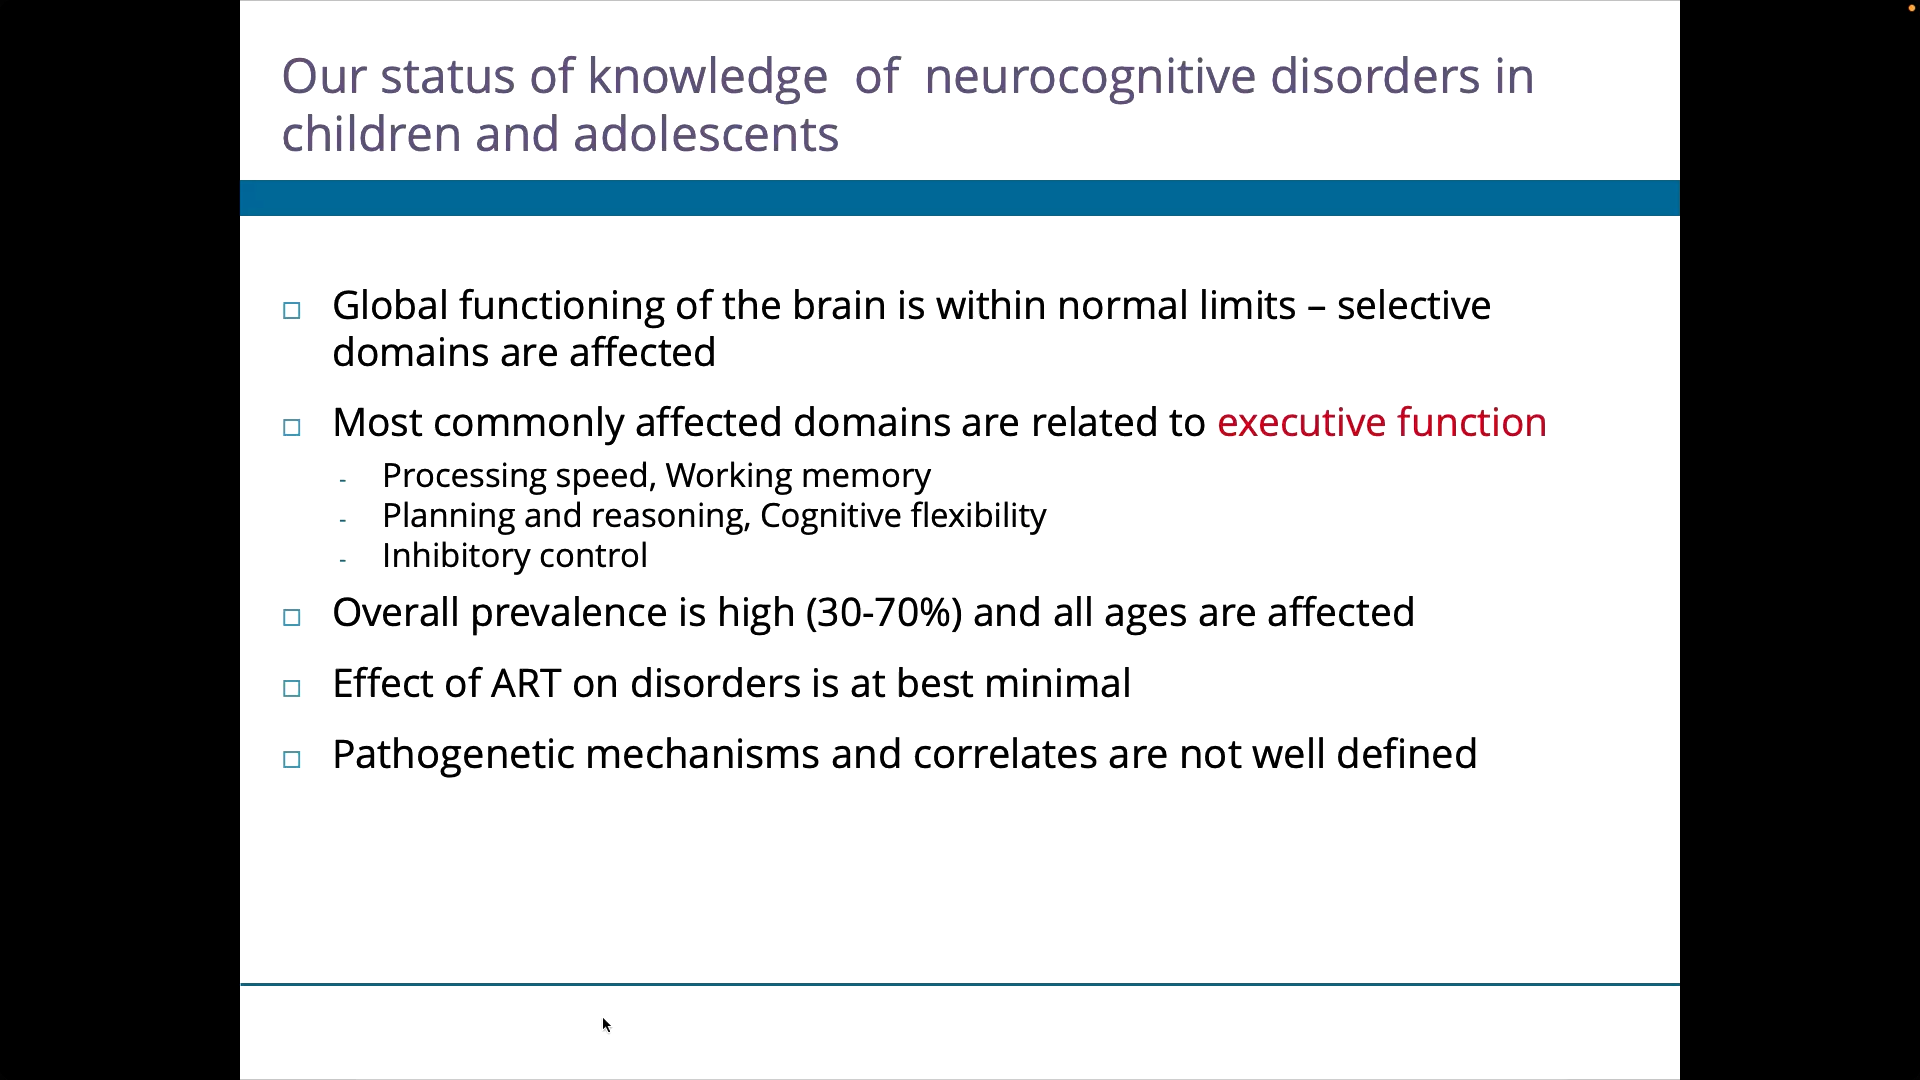 Our status of knowledge of neurocognitive disorders in
children and adolescents
Global functioning of the brain is within normal limits – selective
domains are affected
Most commonly affected domains are related to executive function
- Processing speed, Working memory
- Planning and reasoning, Cognitive flexibility
- Inhibitory control
Overall prevalence is high (30-70%) and all ages are affected
Effect of ART on disorders is at best minimal
Pathogenetic mechanisms and correlates are not well defined